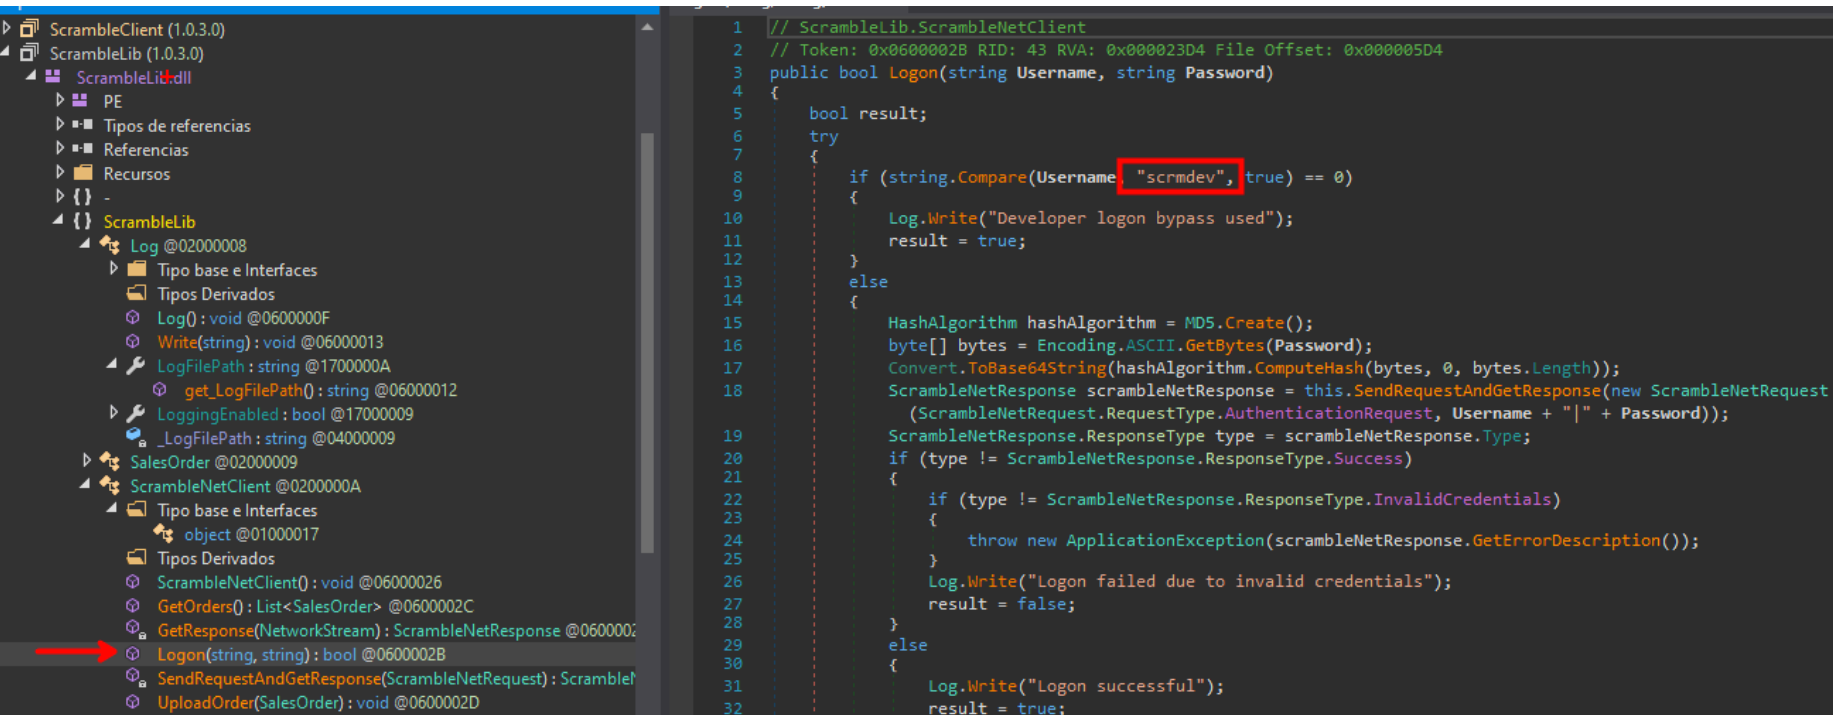 ScrambleClient (1.0.3.0)
ScrambleLib (1.0.3.0)
ScrambleLib.dll
PE
Tipos de referencias
Referencias
Recursos
{ } -
{ } ScrambleLib
Log @02000008
Tipo base e Interfaces
Tipos Derivados
Log() : void @0600000F
Write(string) : void @06000013
LogFilePath : string @1700000A
get_LogFilePath() : string @06000012
LoggingEnabled : bool @17000009
_LogFilePath : string @04000009
SalesOrder @02000009
ScrambleNetClient @0200000A
Tipo base e Interfaces
object @01000017
Tipos Derivados
ScrambleNetClient() : void @06000026
GetOrders() : List<SalesOrder> @0600002C
GetResponse(NetworkStream) : ScrambleNetResponse @0600002
Logon(string, string) : bool @0600002B
SendRequestAndGetResponse(ScrambleNetRequest) : Scramble
UploadOrder(SalesOrder) : void @0600002D
1 // ScrambleLib.ScrambleNetClient
2 // Token: 0x0600002B RID: 43 RVA: 0x000023D4 File Offset: 0x000005D4
3 public bool Logon(string Username, string Password)
4 {
5 bool result;
6 try
7 {
8 if (string.Compare(Username, "scrmdev", true) == 0)
9 {
10 Log.Write("Developer logon bypass used");
11 result = true;
12 }
13 else
14 {
15 HashAlgorithm hashAlgorithm = MD5.Create();
16 byte[] bytes = Encoding.ASCII.GetBytes(Password);
17 Convert.ToBase64String(hashAlgorithm.ComputeHash(bytes, 0, bytes.Length));
18 ScrambleNetResponse scrambleNetResponse = this.SendRequestAndGetResponse(new ScrambleNetRequest
(ScrambleNetRequest.RequestType.AuthenticationRequest, Username + "|" + Password));
19 ScrambleNetResponse.ResponseType type = scrambleNetResponse.Type;
20 if (type != ScrambleNetResponse.ResponseType.Success)
21 {
22 if (type != ScrambleNetResponse.ResponseType.InvalidCredentials)
23 {
24 throw new ApplicationException(scrambleNetResponse.GetErrorDescription());
25 }
26 Log.Write("Logon failed due to invalid credentials");
27 result = false;
28 }
29 else
30 {
31 Log.Write("Logon successful");
32 result = true;